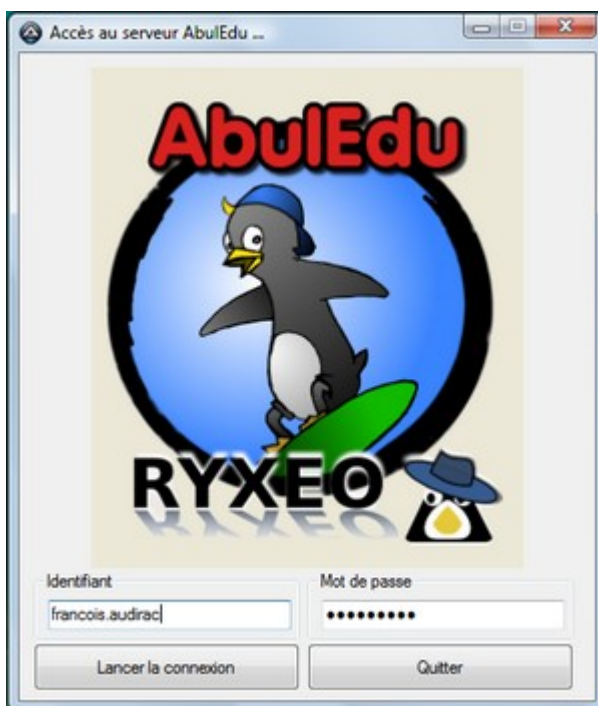 Accès au serveur AbulEdu ...
AbulEdu
RYXEO
Identifiant
Mot de passe
francois.audirac
●●●●●●●●●
Lancer la connexion
Quitter